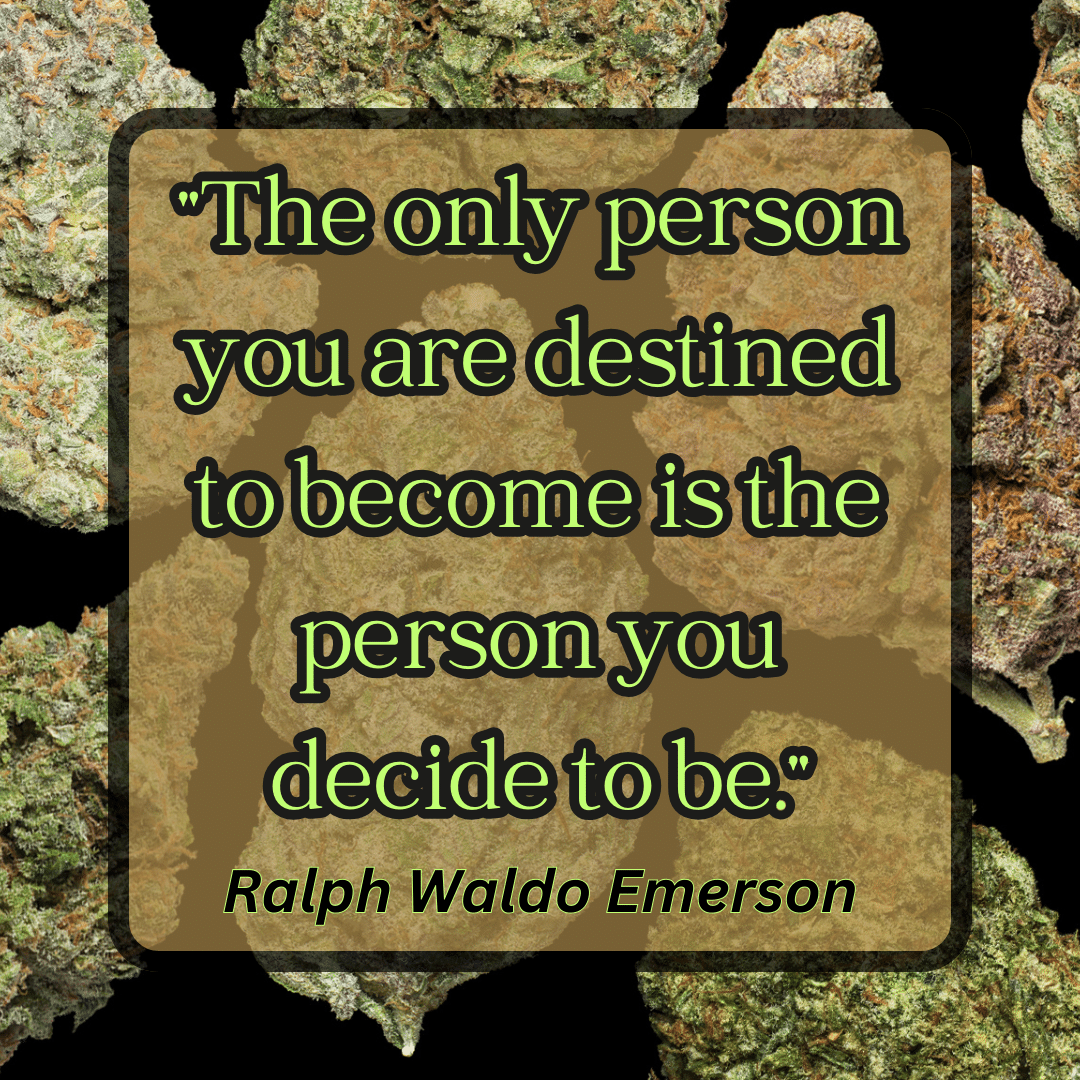 "The only person
you are destined
to become is the
person you
decide to be."
Ralph Waldo Emerson